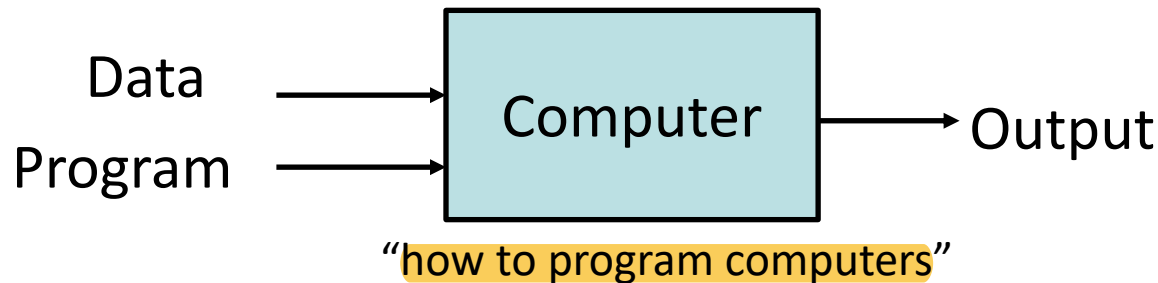 Data
Program
Computer
Output
“how to program computers”